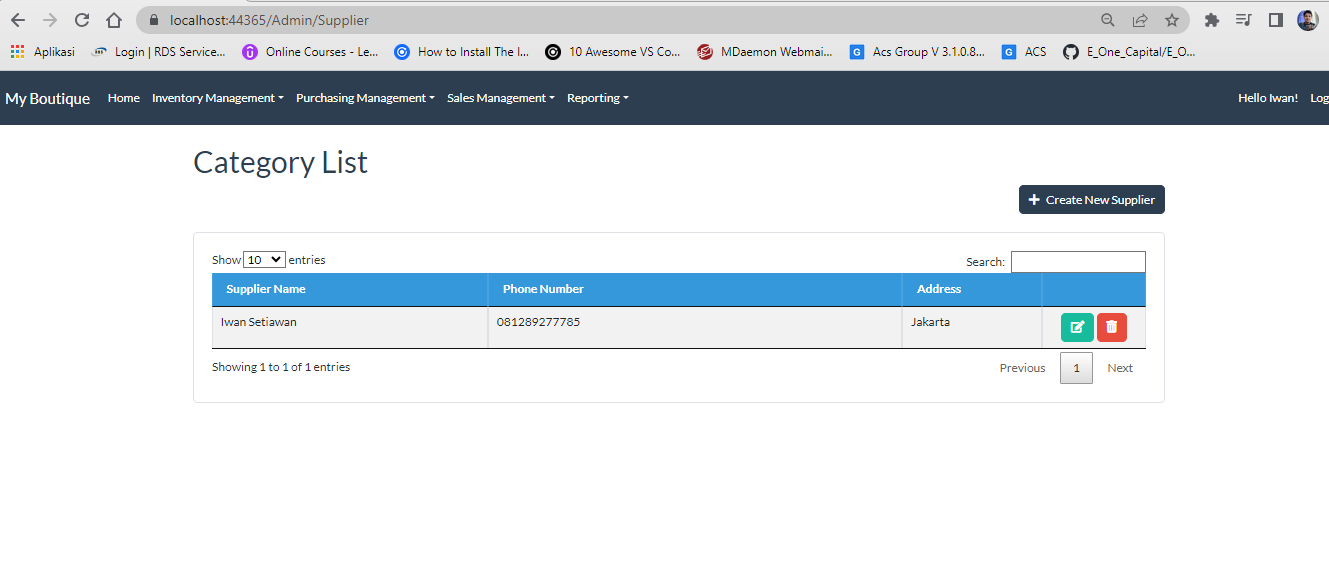 localhost:44365/Admin/Supplier
Aplikasi Login | RDS Service... Online Courses - Le... How to Install The I... 10 Awesome VS Co... MDaemon Webmai... Acs Group V 3.1.0.8... ACS E_One_Capital/E_O...
My Boutique Home Inventory Management Purchasing Management Sales Management Reporting Hello Iwan! Log
Category List
Create New Supplier
Show 10 entries Search:
Supplier Name Phone Number Address
Iwan Setiawan 081289277785 Jakarta
Showing 1 to 1 of 1 entries Previous 1 Next